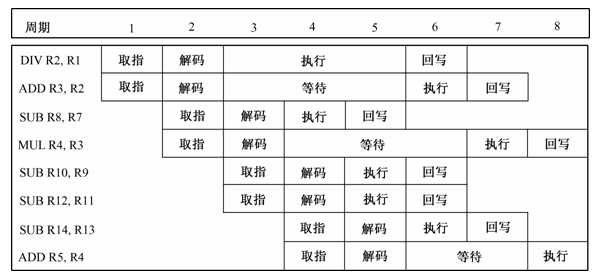 周期 1 2 3 4 5 6 7 8
DIV R2, R1 取指 解码 执行 回写
ADD R3, R2 取指 解码 等待 执行 回写
SUB R8, R7 取指 解码 执行 回写
MUL R4, R3 取指 解码 等待 执行 回写
SUB R10, R9 取指 解码 执行 回写
SUB R12, R11 取指 解码 执行 回写
SUB R14, R13 取指 解码 执行 回写
ADD R5, R4 取指 解码 等待 执行